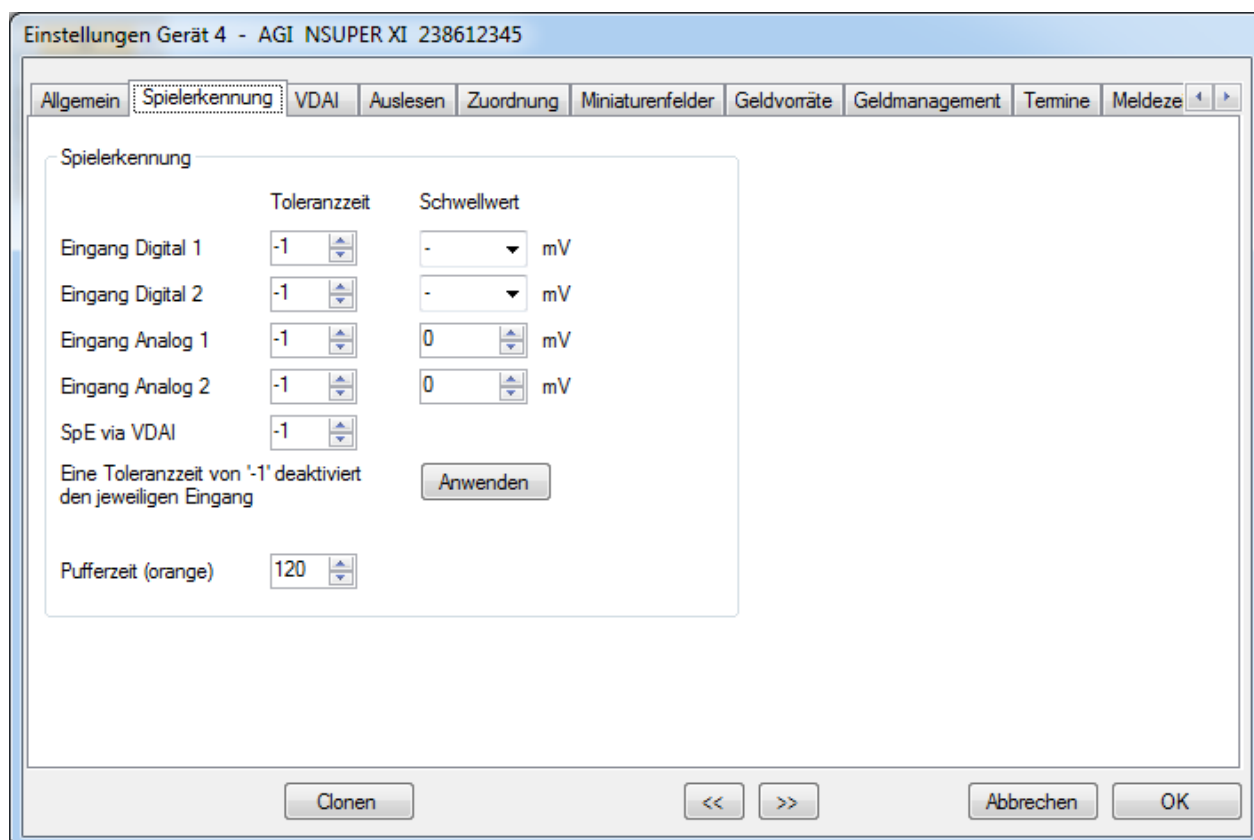 Einstellungen Gerät 4 - AGI NSUPER XI 238612345
Allgemein Spielerkennung VDAI Auslesen Zuordnung Miniaturenfelder Geldvorräte Geldmanagement Termine Meldeze
Spielerkennung
Toleranzzeit Schwellwert
Eingang Digital 1 -1 - mV
Eingang Digital 2 -1 - mV
Eingang Analog 1 -1 0 mV
Eingang Analog 2 -1 0 mV
SpE via VDAI -1
Eine Toleranzzeit von '-1' deaktiviert
den jeweiligen Eingang
Anwenden
Pufferzeit (orange) 120
Clonen << >> Abbrechen OK